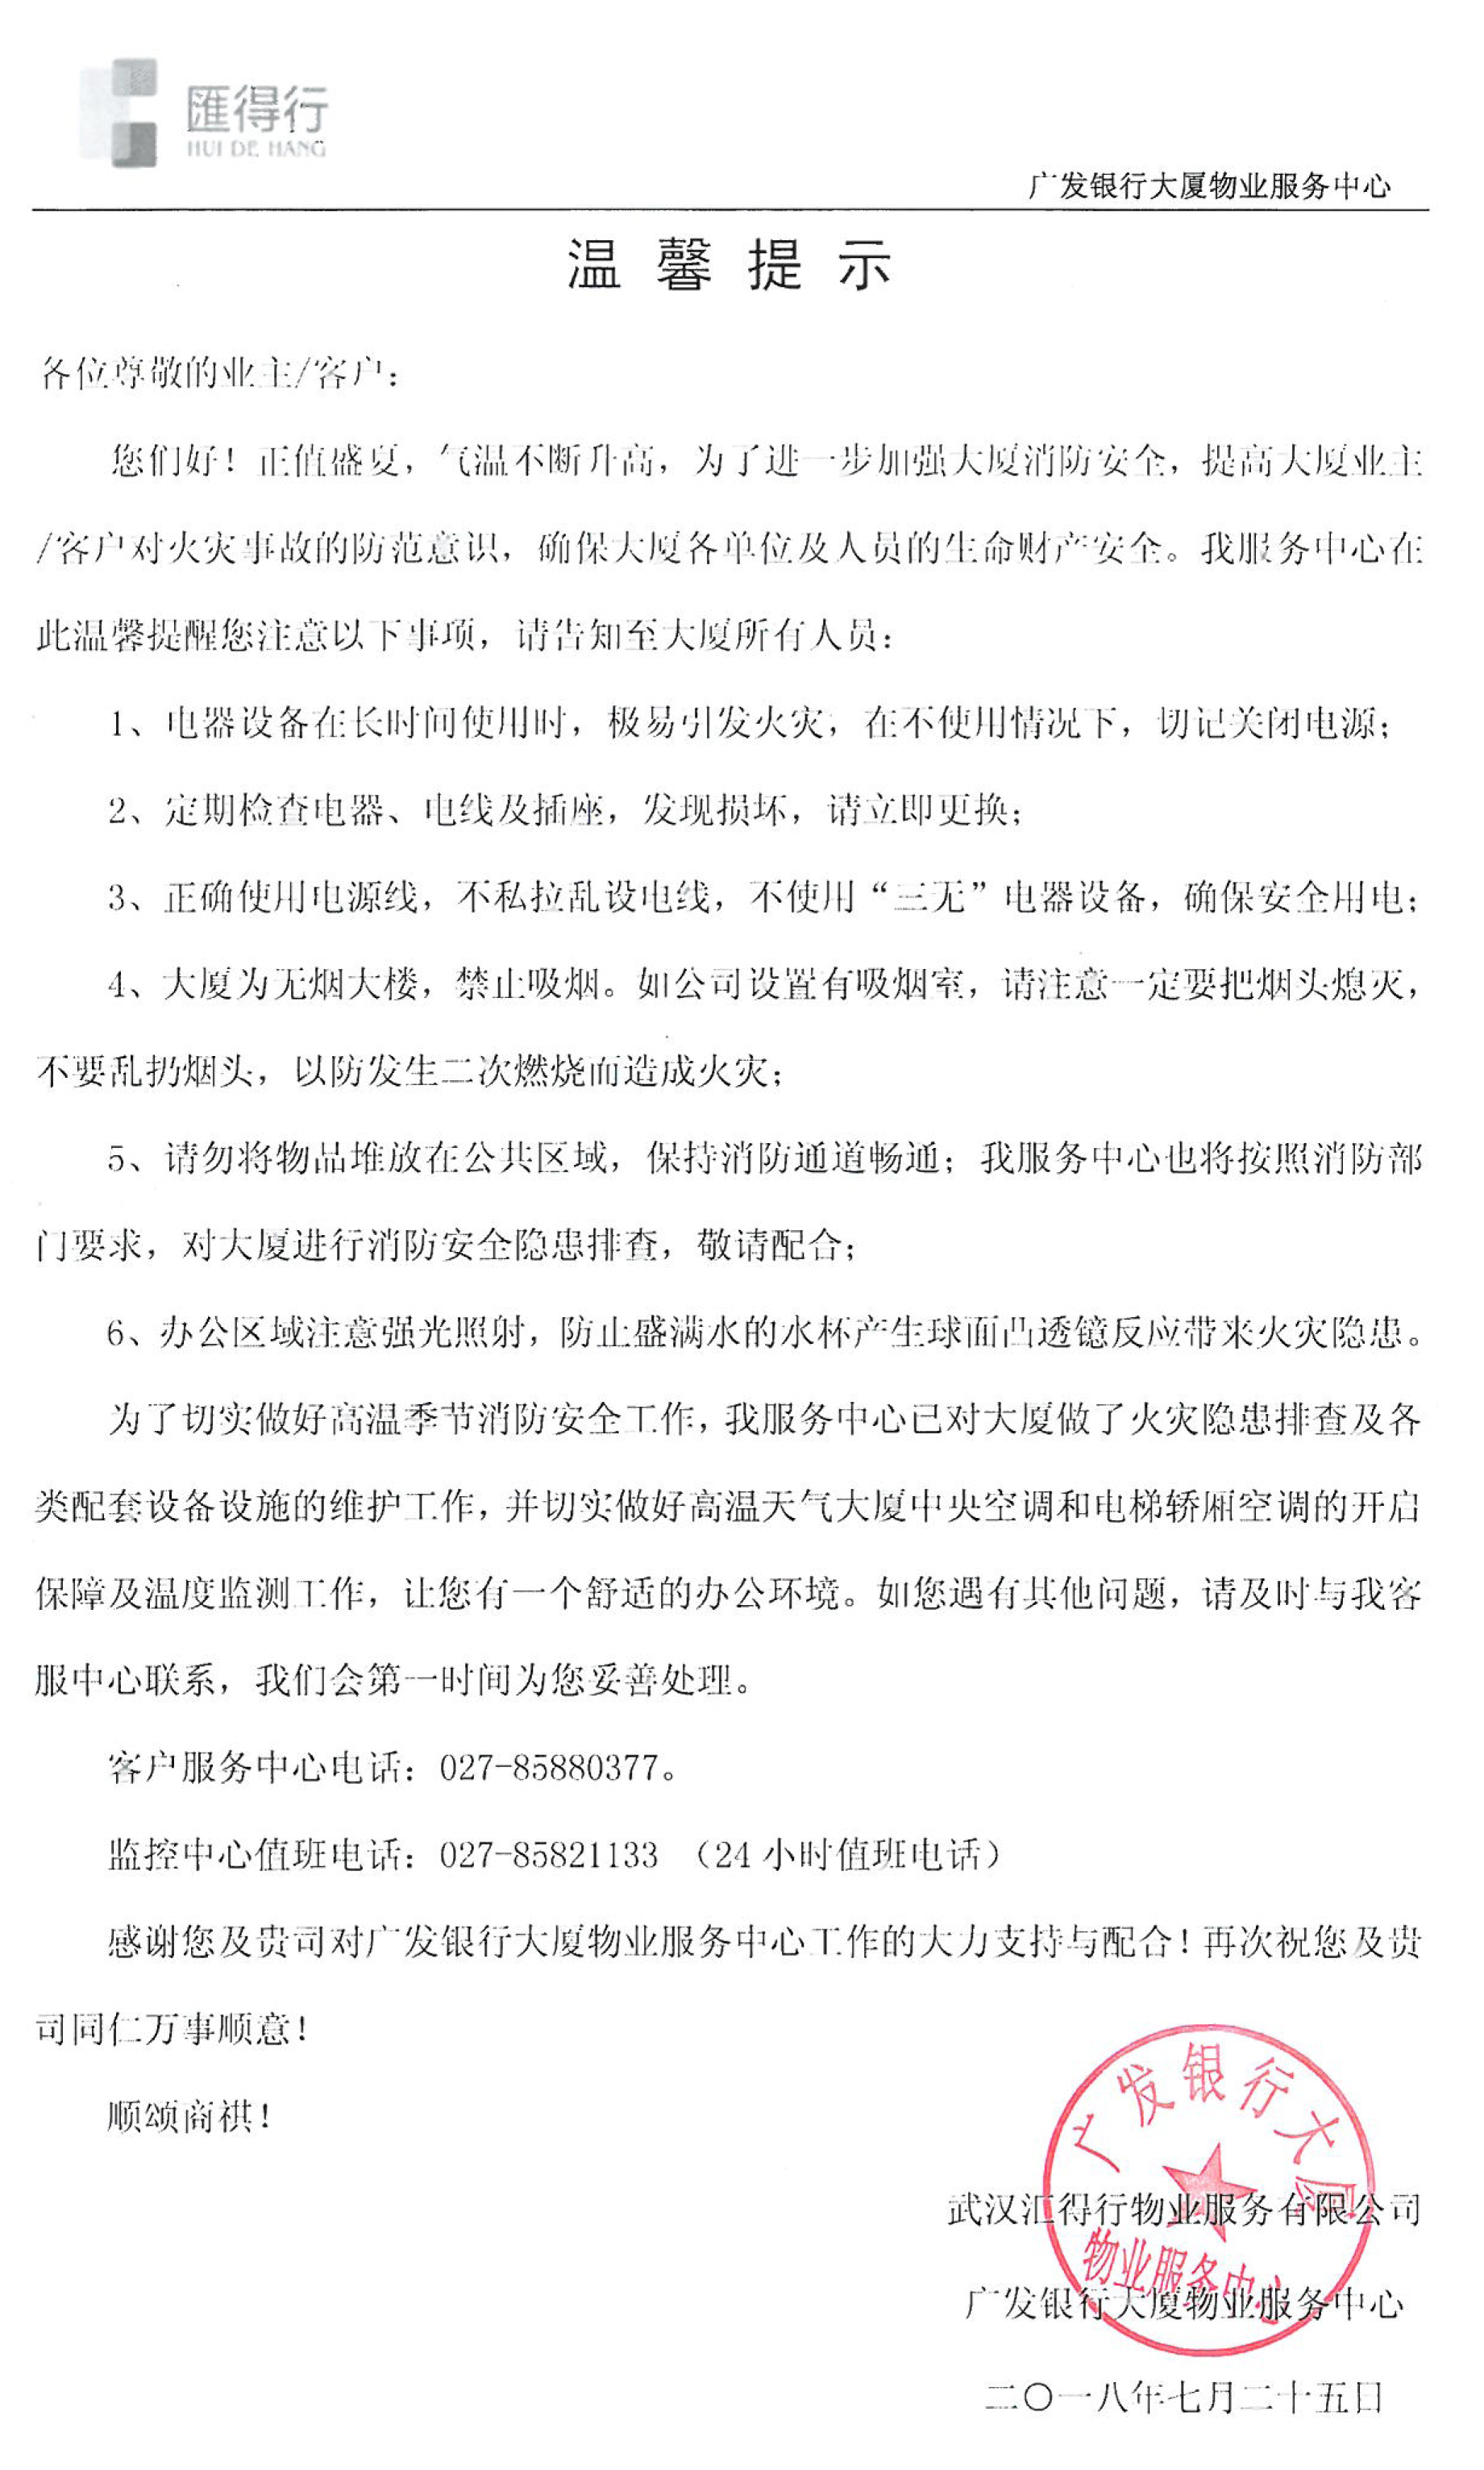 匯得行
HUI DE HANG
广发银行大厦物业服务中心
温馨提示
各位尊敬的业主/客户：
您们好！正值盛夏，气温不断升高，为了进一步加强大厦消防安全，提高大厦业主
/客户对火灾事故的防范意识，确保大厦各单位及人员的生命财产安全。我服务中心在
此温馨提醒您注意以下事项，请告知至大厦所有人员：
1、电器设备在长时间使用时，极易引发火灾，在不使用情况下，切记关闭电源；
2、定期检查电器、电线及插座，发现损坏，请立即更换；
3、正确使用电源线，不私拉乱设电线，不使用“三无”电器设备，确保安全用电；
4、大厦为无烟大楼，禁止吸烟。如公司设置有吸烟室，请注意一定要把烟头熄灭，
不要乱扔烟头，以防发生二次燃烧而造成火灾；
5、请勿将物品堆放在公共区域，保持消防通道畅通；我服务中心也将按照消防部
门要求，对大厦进行消防安全隐患排查，敬请配合；
6、办公区域注意强光照射，防止盛满水的水杯产生球面凸透镜反应带来火灾隐患。
为了切实做好高温季节消防安全工作，我服务中心已对大厦做了火灾隐患排查及各
类配套设备设施的维护工作，并切实做好高温天气大厦中央空调和电梯轿厢空调的开启
保障及温度监测工作，让您有一个舒适的办公环境。如您遇有其他问题，请及时与我客
服中心联系，我们会第一时间为您妥善处理。
客户服务中心电话：027-85880377。
监控中心值班电话：027-85821133 （24小时值班电话）
感谢您及贵司对广发银行大厦物业服务中心工作的大力支持与配合！再次祝您及贵
司同仁万事顺意！
顺颂商祺！
广发银行大厦
物业服务中心
武汉汇得行物业服务有限公司
广发银行大厦物业服务中心
二〇一八年七月二十五日